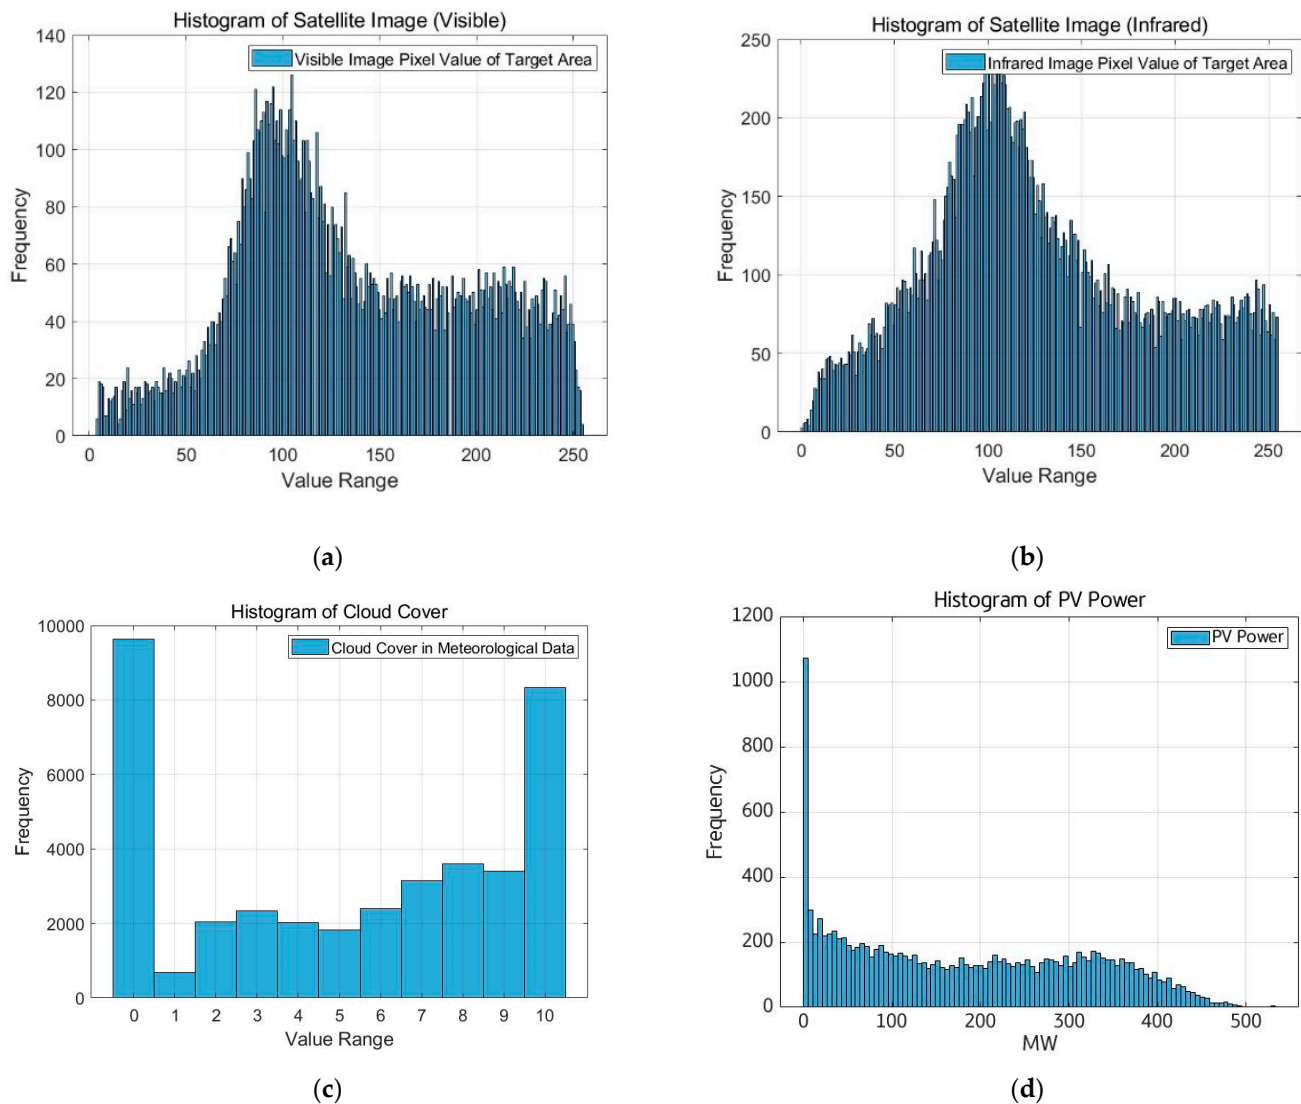 Histogram of Satellite Image (Visible)
Visible Image Pixel Value of Target Area
140
120
100
80
60
40
20
0
Frequency
0 50 100 150 200 250
Value Range
(a)
Histogram of Satellite Image (Infrared)
Infrared Image Pixel Value of Target Area
250
200
150
100
50
0
Frequency
0 50 100 150 200 250
Value Range
(b)
Histogram of Cloud Cover
Cloud Cover in Meteorological Data
10000
8000
6000
4000
2000
0
Frequency
0 1 2 3 4 5 6 7 8 9 10
Value Range
(c)
Histogram of PV Power
PV Power
1200
1000
800
600
400
200
0
Frequency
0 100 200 300 400 500
MW
(d)